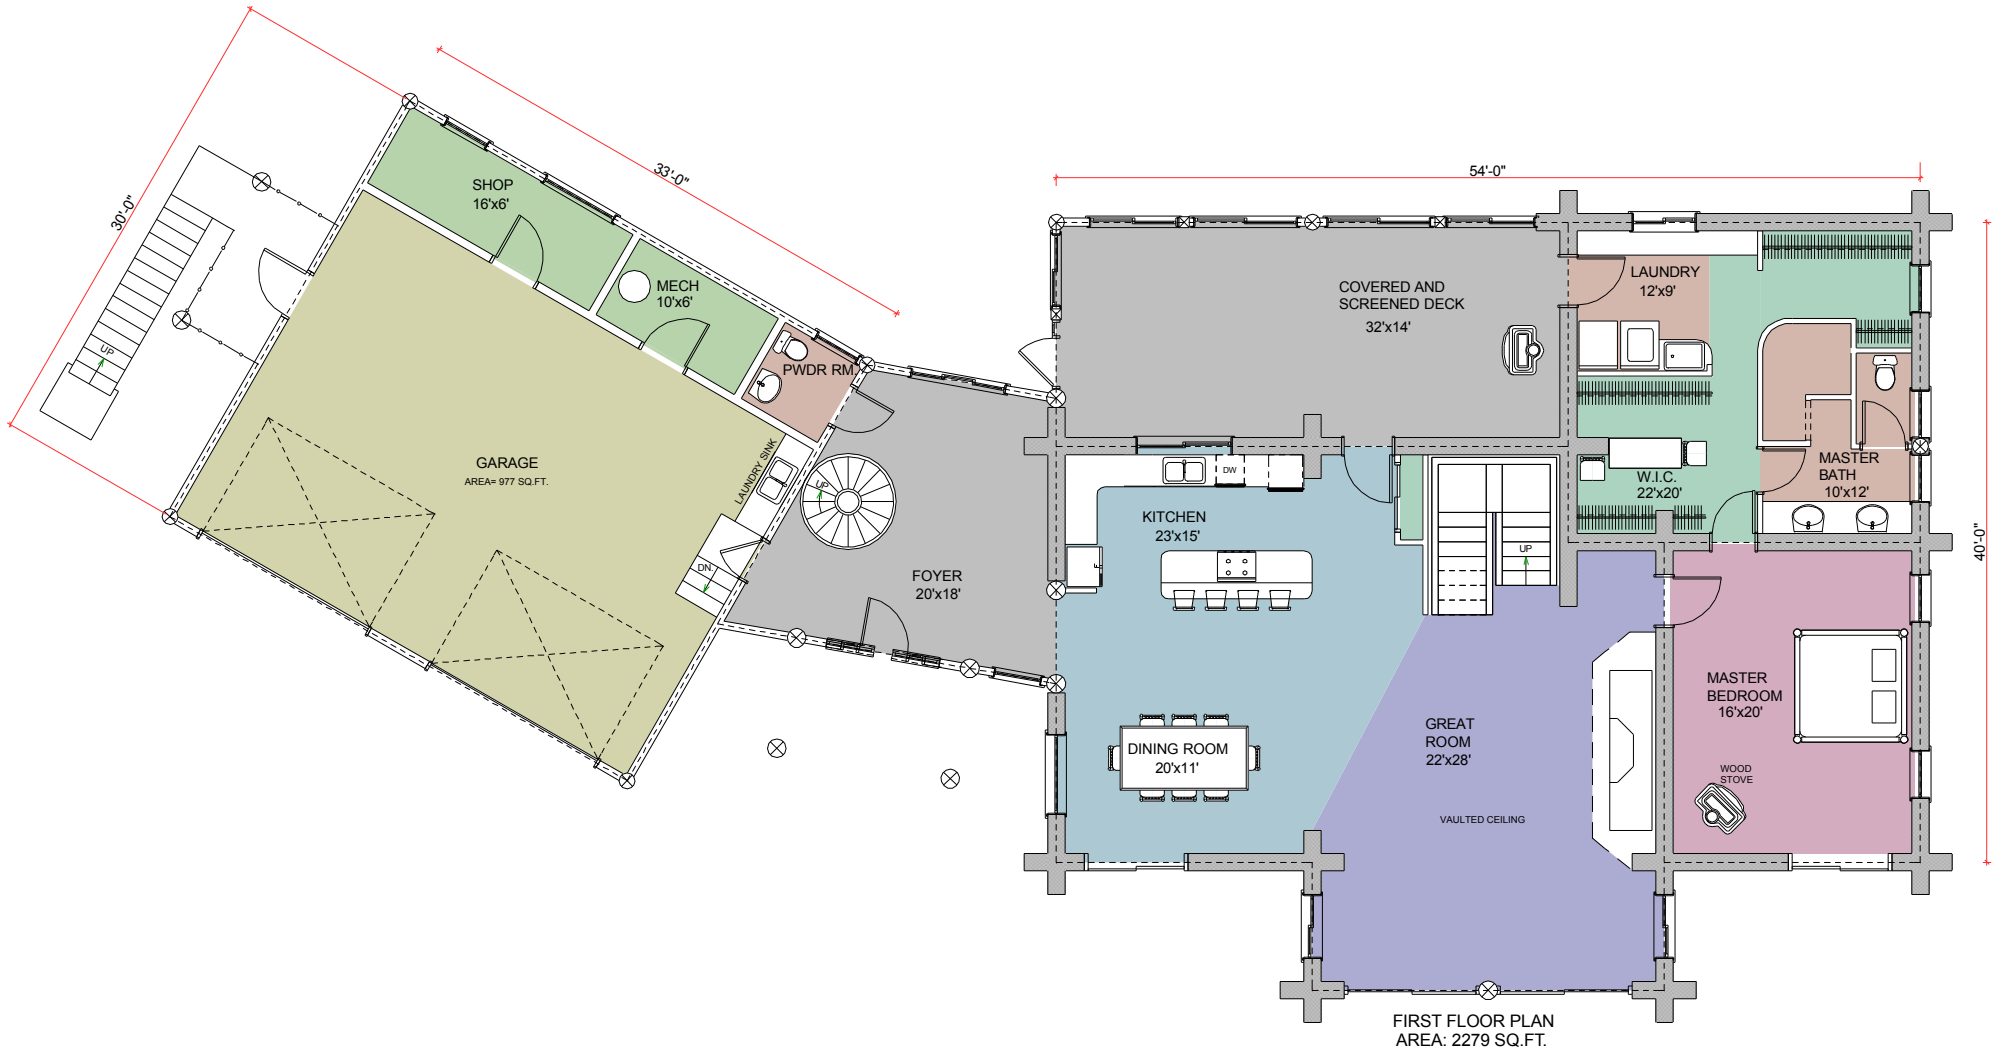 30'-0"
33'-0"
54'-0"
40'-0"
SHOP
16'x6'
MECH
10'x6'
PWDR RM.
UP
GARAGE
AREA= 977 SQ.FT.
LAUNDRY SINK
UP
DN.
FOYER
20'x18'
COVERED AND
SCREENED DECK
32'x14'
LAUNDRY
12'x9'
W.I.C.
22'x20'
MASTER
BATH
10'x12'
DW
KITCHEN
23'x15'
F
UP
DINING ROOM
20'x11'
GREAT
ROOM
22'x28'
VAULTED CEILING
MASTER
BEDROOM
16'x20'
WOOD
STOVE
FIRST FLOOR PLAN
AREA: 2279 SQ.FT.